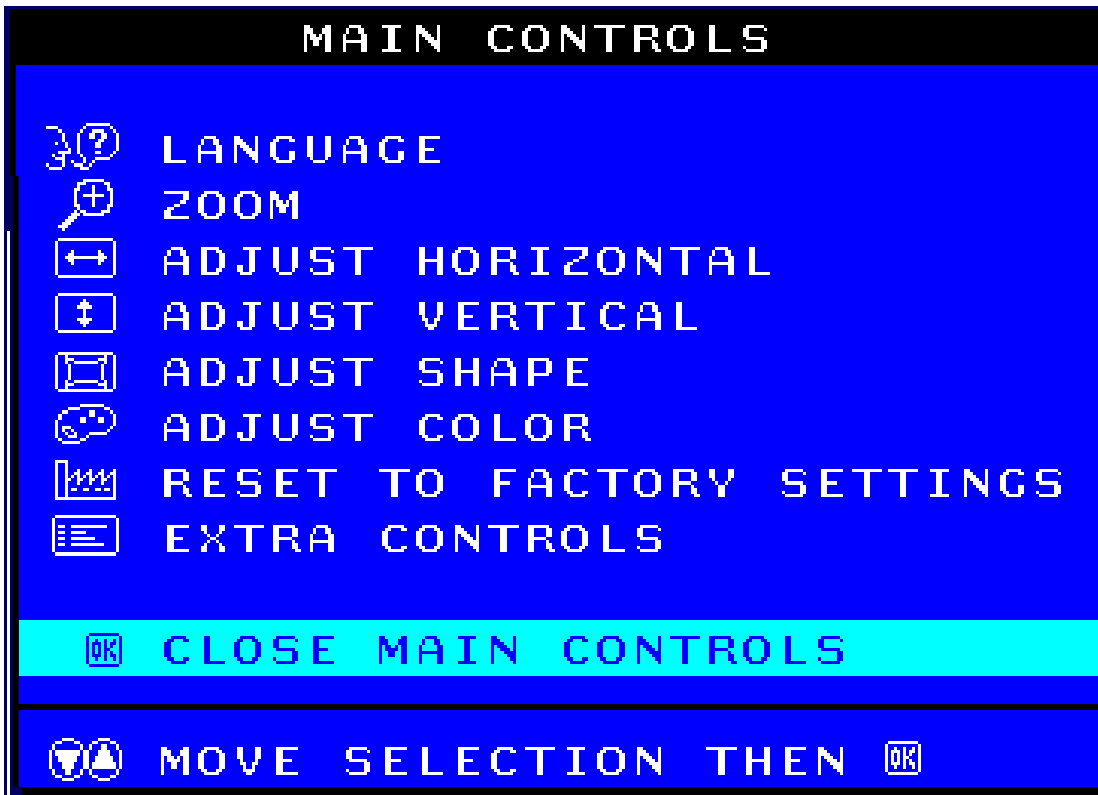 MAIN CONTROLS
? LANGUAGE
ZOOM
ADJUST HORIZONTAL
ADJUST VERTICAL
ADJUST SHAPE
ADJUST COLOR
RESET TO FACTORY SETTINGS
EXTRA CONTROLS
OK CLOSE MAIN CONTROLS
MOVE SELECTION THEN OK